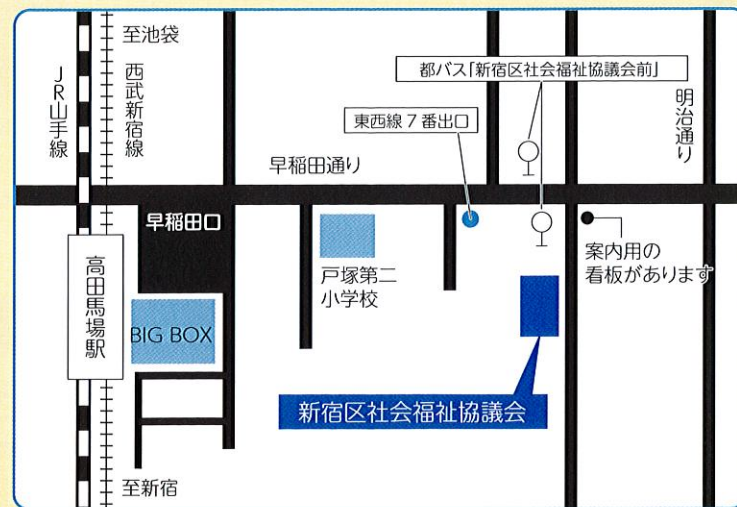 至池袋
JR山手線
西武新宿線
都バス「新宿区社会福祉協議会前」
明治通り
東西線7番出口
早稲田通り
早稲田口
高田馬場駅
戸塚第二
小学校
案内用の
看板があります
BIG BOX
新宿区社会福祉協議会
至新宿